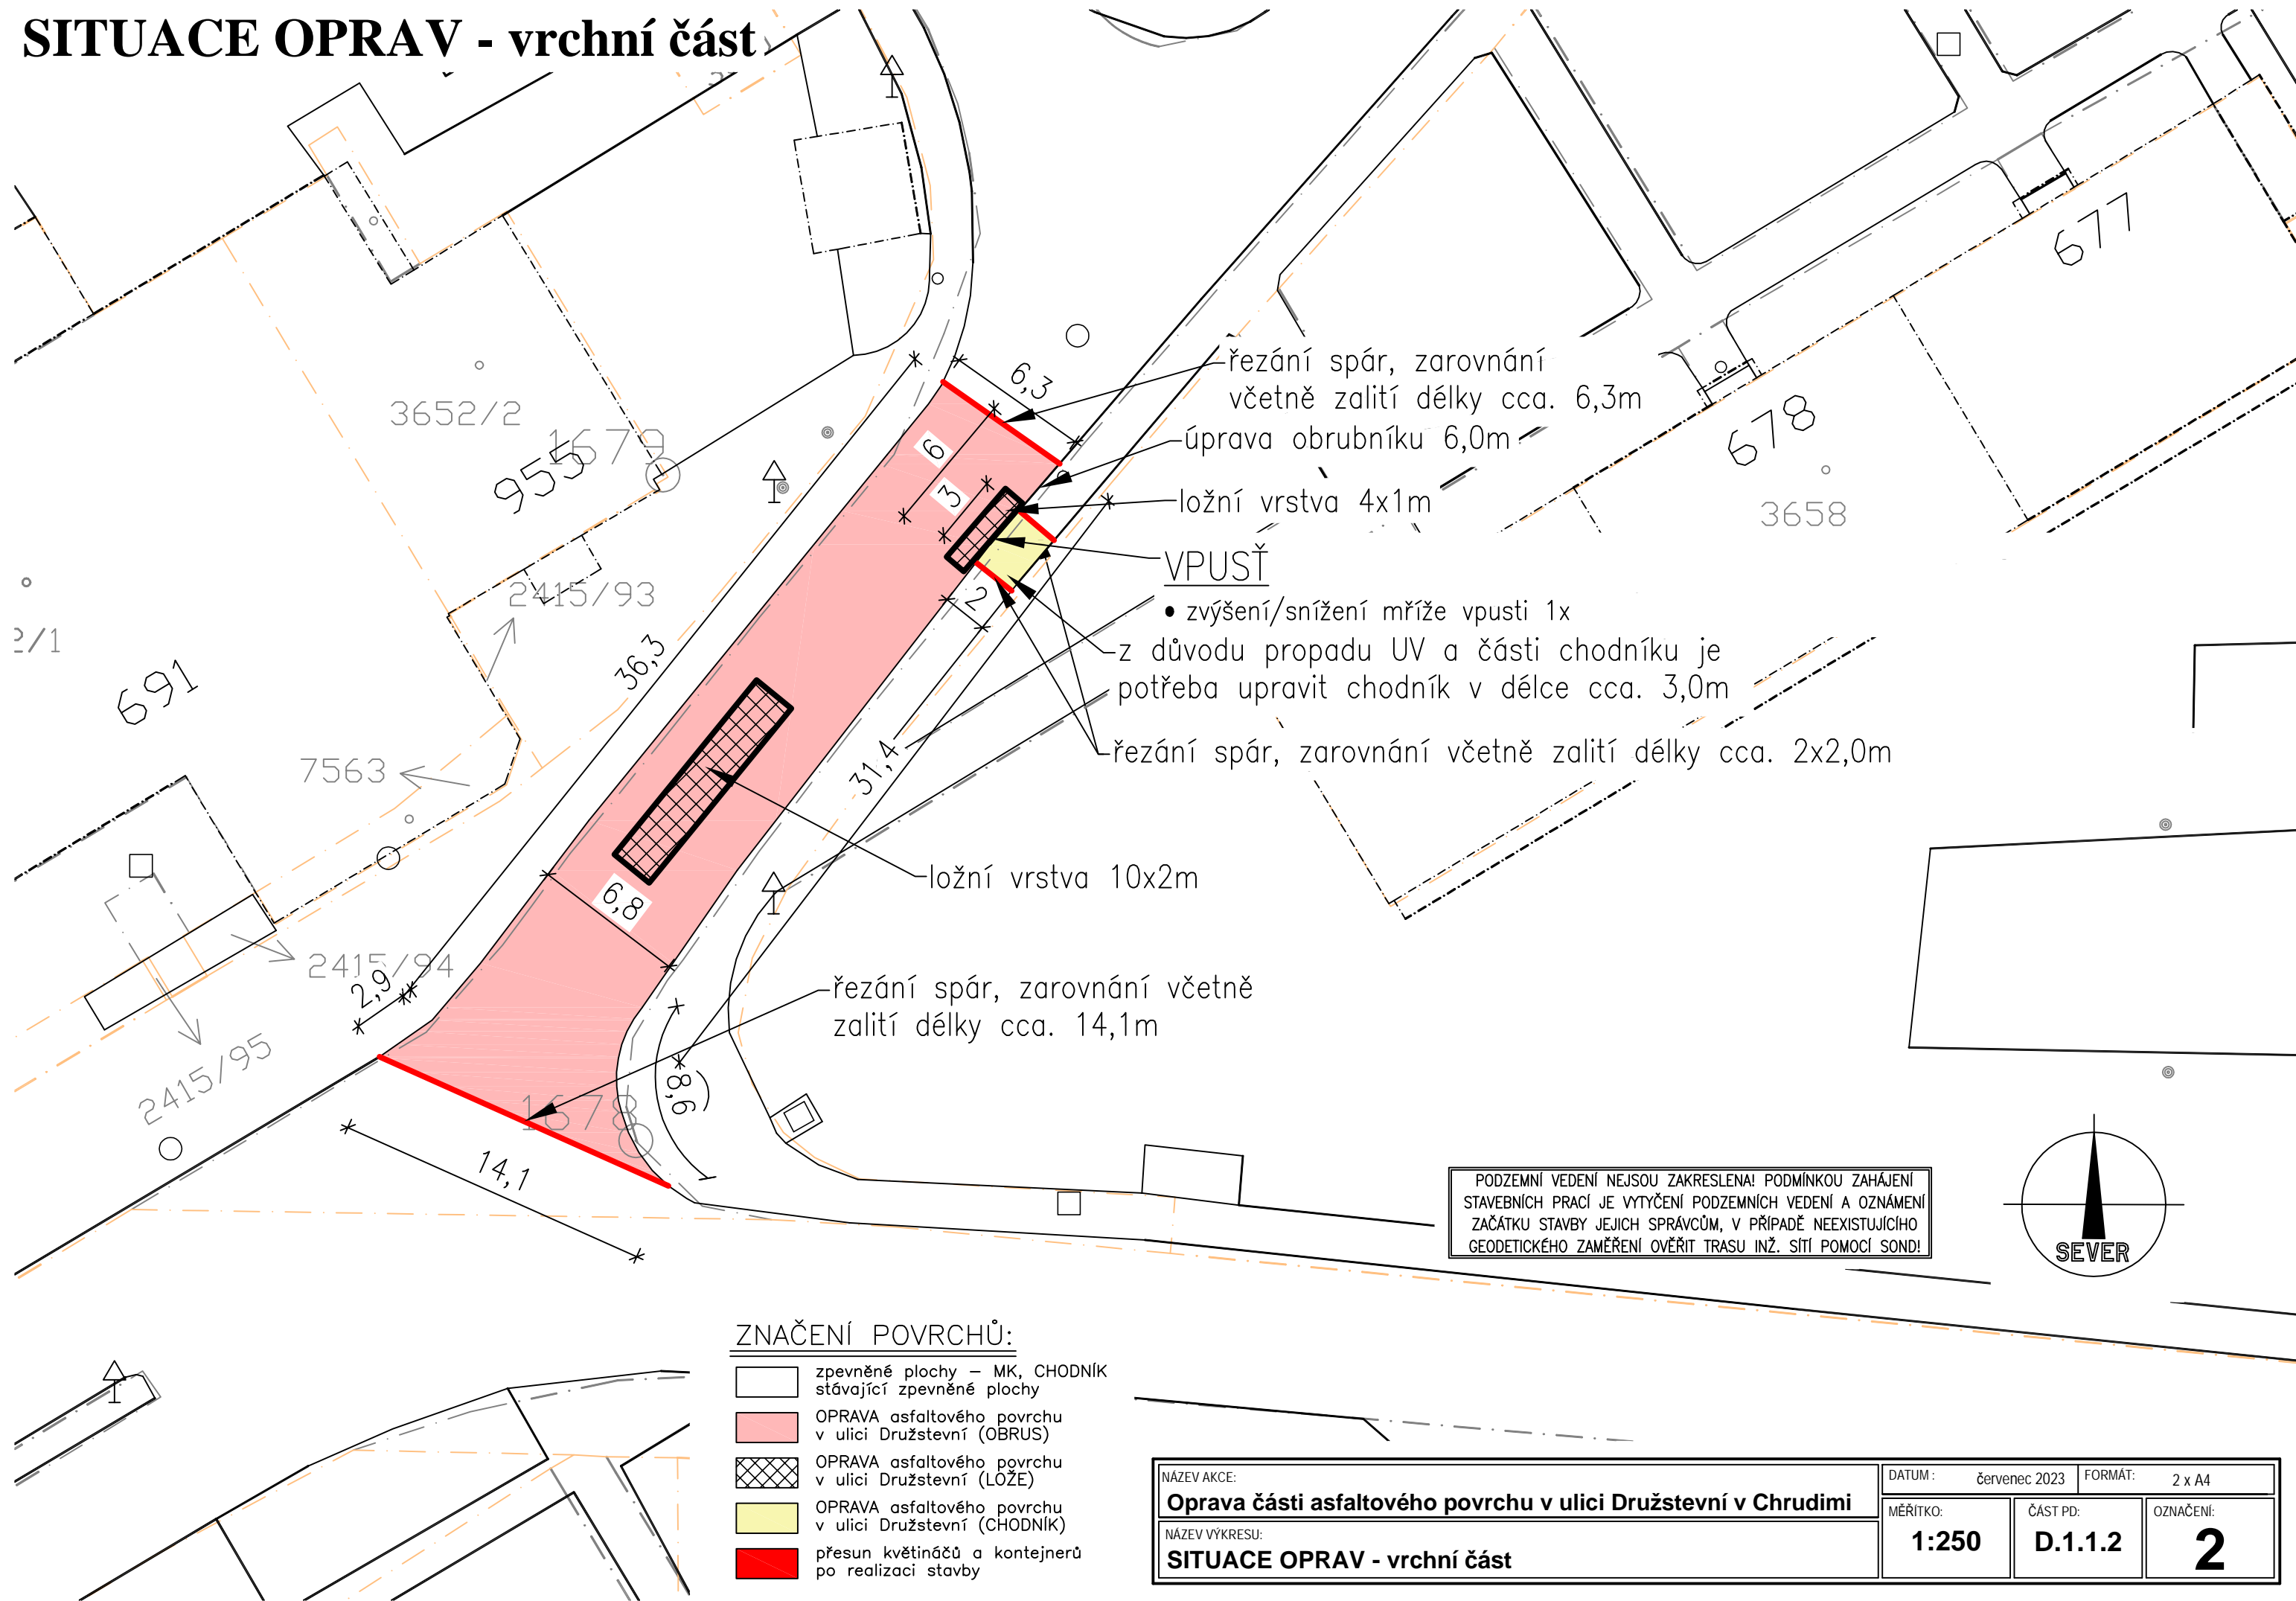 SITUACE OPRAV - vrchní část
6,3
řezání spár, zarovnání
včetně zalití délky cca. 6,3m
úprava obrubníku 6,0m
ložní vrstva 4x1m
VPUSŤ
• zvýšení/snížení mříže vpusti 1x
z důvodu propadu UV a části chodníku je
potřeba upravit chodník v délce cca. 3,0m
řezání spár, zarovnání včetně zalití délky cca. 2x2,0m
ložní vrstva 10x2m
řezání spár, zarovnání včetně
zalití délky cca. 14,1m
6
3
2
36,3
31,4
6,8
2,9
8,6
14,1
3652/2
1679
955
2415/93
2/1
691
7563
2415/94
2415/95
1678
677
678
3658
PODZEMNÍ VEDENÍ NEJSOU ZAKRESLENA! PODMÍNKOU ZAHÁJENÍ
STAVEBNÍCH PRACÍ JE VYTYČENÍ PODZEMNÍCH VEDENÍ A OZNÁMENÍ
ZAČÁTKU STAVBY JEJICH SPRÁVCŮM, V PŘÍPADĚ NEEXISTUJÍCÍHO
GEODETICKÉHO ZAMĚŘENÍ OVĚŘIT TRASU INŽ. SÍTÍ POMOCÍ SOND!
SEVER
ZNAČENÍ POVRCHŮ:
zpevněné plochy – MK, CHODNÍK
stávající zpevněné plochy
OPRAVA asfaltového povrchu
v ulici Družstevní (OBRUS)
OPRAVA asfaltového povrchu
v ulici Družstevní (LOŽE)
OPRAVA asfaltového povrchu
v ulici Družstevní (CHODNÍK)
přesun květináčů a kontejnerů
po realizaci stavby
NÁZEV AKCE:
Oprava části asfaltového povrchu v ulici Družstevní v Chrudimi
NÁZEV VÝKRESU:
SITUACE OPRAV - vrchní část
DATUM : červenec 2023
FORMÁT: 2 x A4
MĚŘÍTKO:
1:250
ČÁST PD:
D.1.1.2
OZNAČENÍ:
2